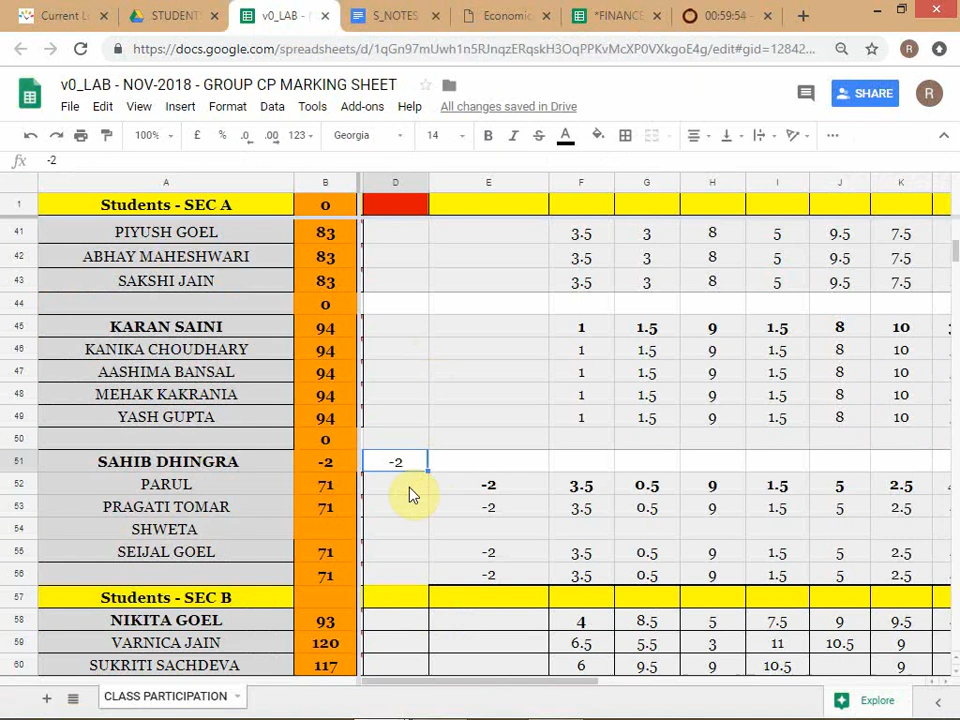 Current L
STUDENT
v0_LAB -
S_NOTES
Economic
*FINANCE
00:59:54
https://docs.google.com/spreadsheets/d/1qGn97mUwh1n5RJnqzERqskH3OqPPKvMcXP0VXkgoE4g/edit#gid=12842...
R
v0_LAB - NOV-2018 - GROUP CP MARKING SHEET
SHARE
R
File Edit View Insert Format Data Tools Add-ons Help All changes saved in Drive
100% £ % .0 .00 123 Georgia 14 B I S A
fx -2
A B D E F G H I J K
1 Students - SEC A 0
41 PIYUSH GOEL 83 3.5 3 8 5 9.5 7.5
42 ABHAY MAHESHWARI 83 3.5 3 8 5 9.5 7.5
43 SAKSHI JAIN 83 3.5 3 8 5 9.5 7.5
44 0
45 KARAN SAINI 94 1 1.5 9 1.5 8 10
46 KANIKA CHOUDHARY 94 1 1.5 9 1.5 8 10
47 AASHIMA BANSAL 94 1 1.5 9 1.5 8 10
48 MEHAK KAKRANIA 94 1 1.5 9 1.5 8 10
49 YASH GUPTA 94 1 1.5 9 1.5 8 10
50 0
51 SAHIB DHINGRA -2 -2
52 PARUL 71 -2 3.5 0.5 9 1.5 5 2.5
53 PRAGATI TOMAR 71 -2 3.5 0.5 9 1.5 5 2.5
54 SHWETA
55 SEIJAL GOEL 71 -2 3.5 0.5 9 1.5 5 2.5
56 71 -2 3.5 0.5 9 1.5 5 2.5
57 Students - SEC B
58 NIKITA GOEL 93 4 8.5 5 7.5 9 9.5
59 VARNICA JAIN 120 6.5 5.5 3 11 10.5 9
60 SUKRITI SACHDEVA 117 6 9.5 9 10.5 9
CLASS PARTICIPATION
Explore